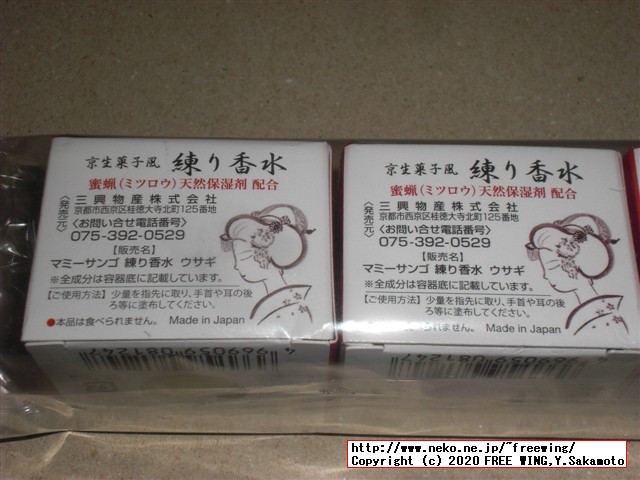 京生菓子風 練り香水
蜜蝋(ミツロウ)天然保湿剤 配合
〈発売元〉
三興物産株式会社
京都市西京区桂徳大寺北町125番地
〈お問い合せ電話番号〉
075-392-0529
【販売名】
マミーサンゴ 練り香水 ウサギ
※全成分は容器底に記載しています。
【ご使用方法】少量を指先に取り、手首や耳の後
ろ等に塗布してください。
●本品は食べられません。 Made in Japan
京生菓子風 練り香水
蜜蝋(ミツロウ)天然保湿剤 配合
〈発売元〉
三興物産株式会社
京都市西京区桂徳大寺北町125番地
〈お問い合せ電話番号〉
075-392-0529
【販売名】
マミーサンゴ 練り香水 ウサギ
※全成分は容器底に記載しています。
【ご使用方法】少量を指先に取り、手首や耳の後
ろ等に塗布してください。
られません。 Made in Japan
http://www.neko.ne.jp/~freewing/
Copyright (c) 2020 FREE WING,Y.Sakamoto